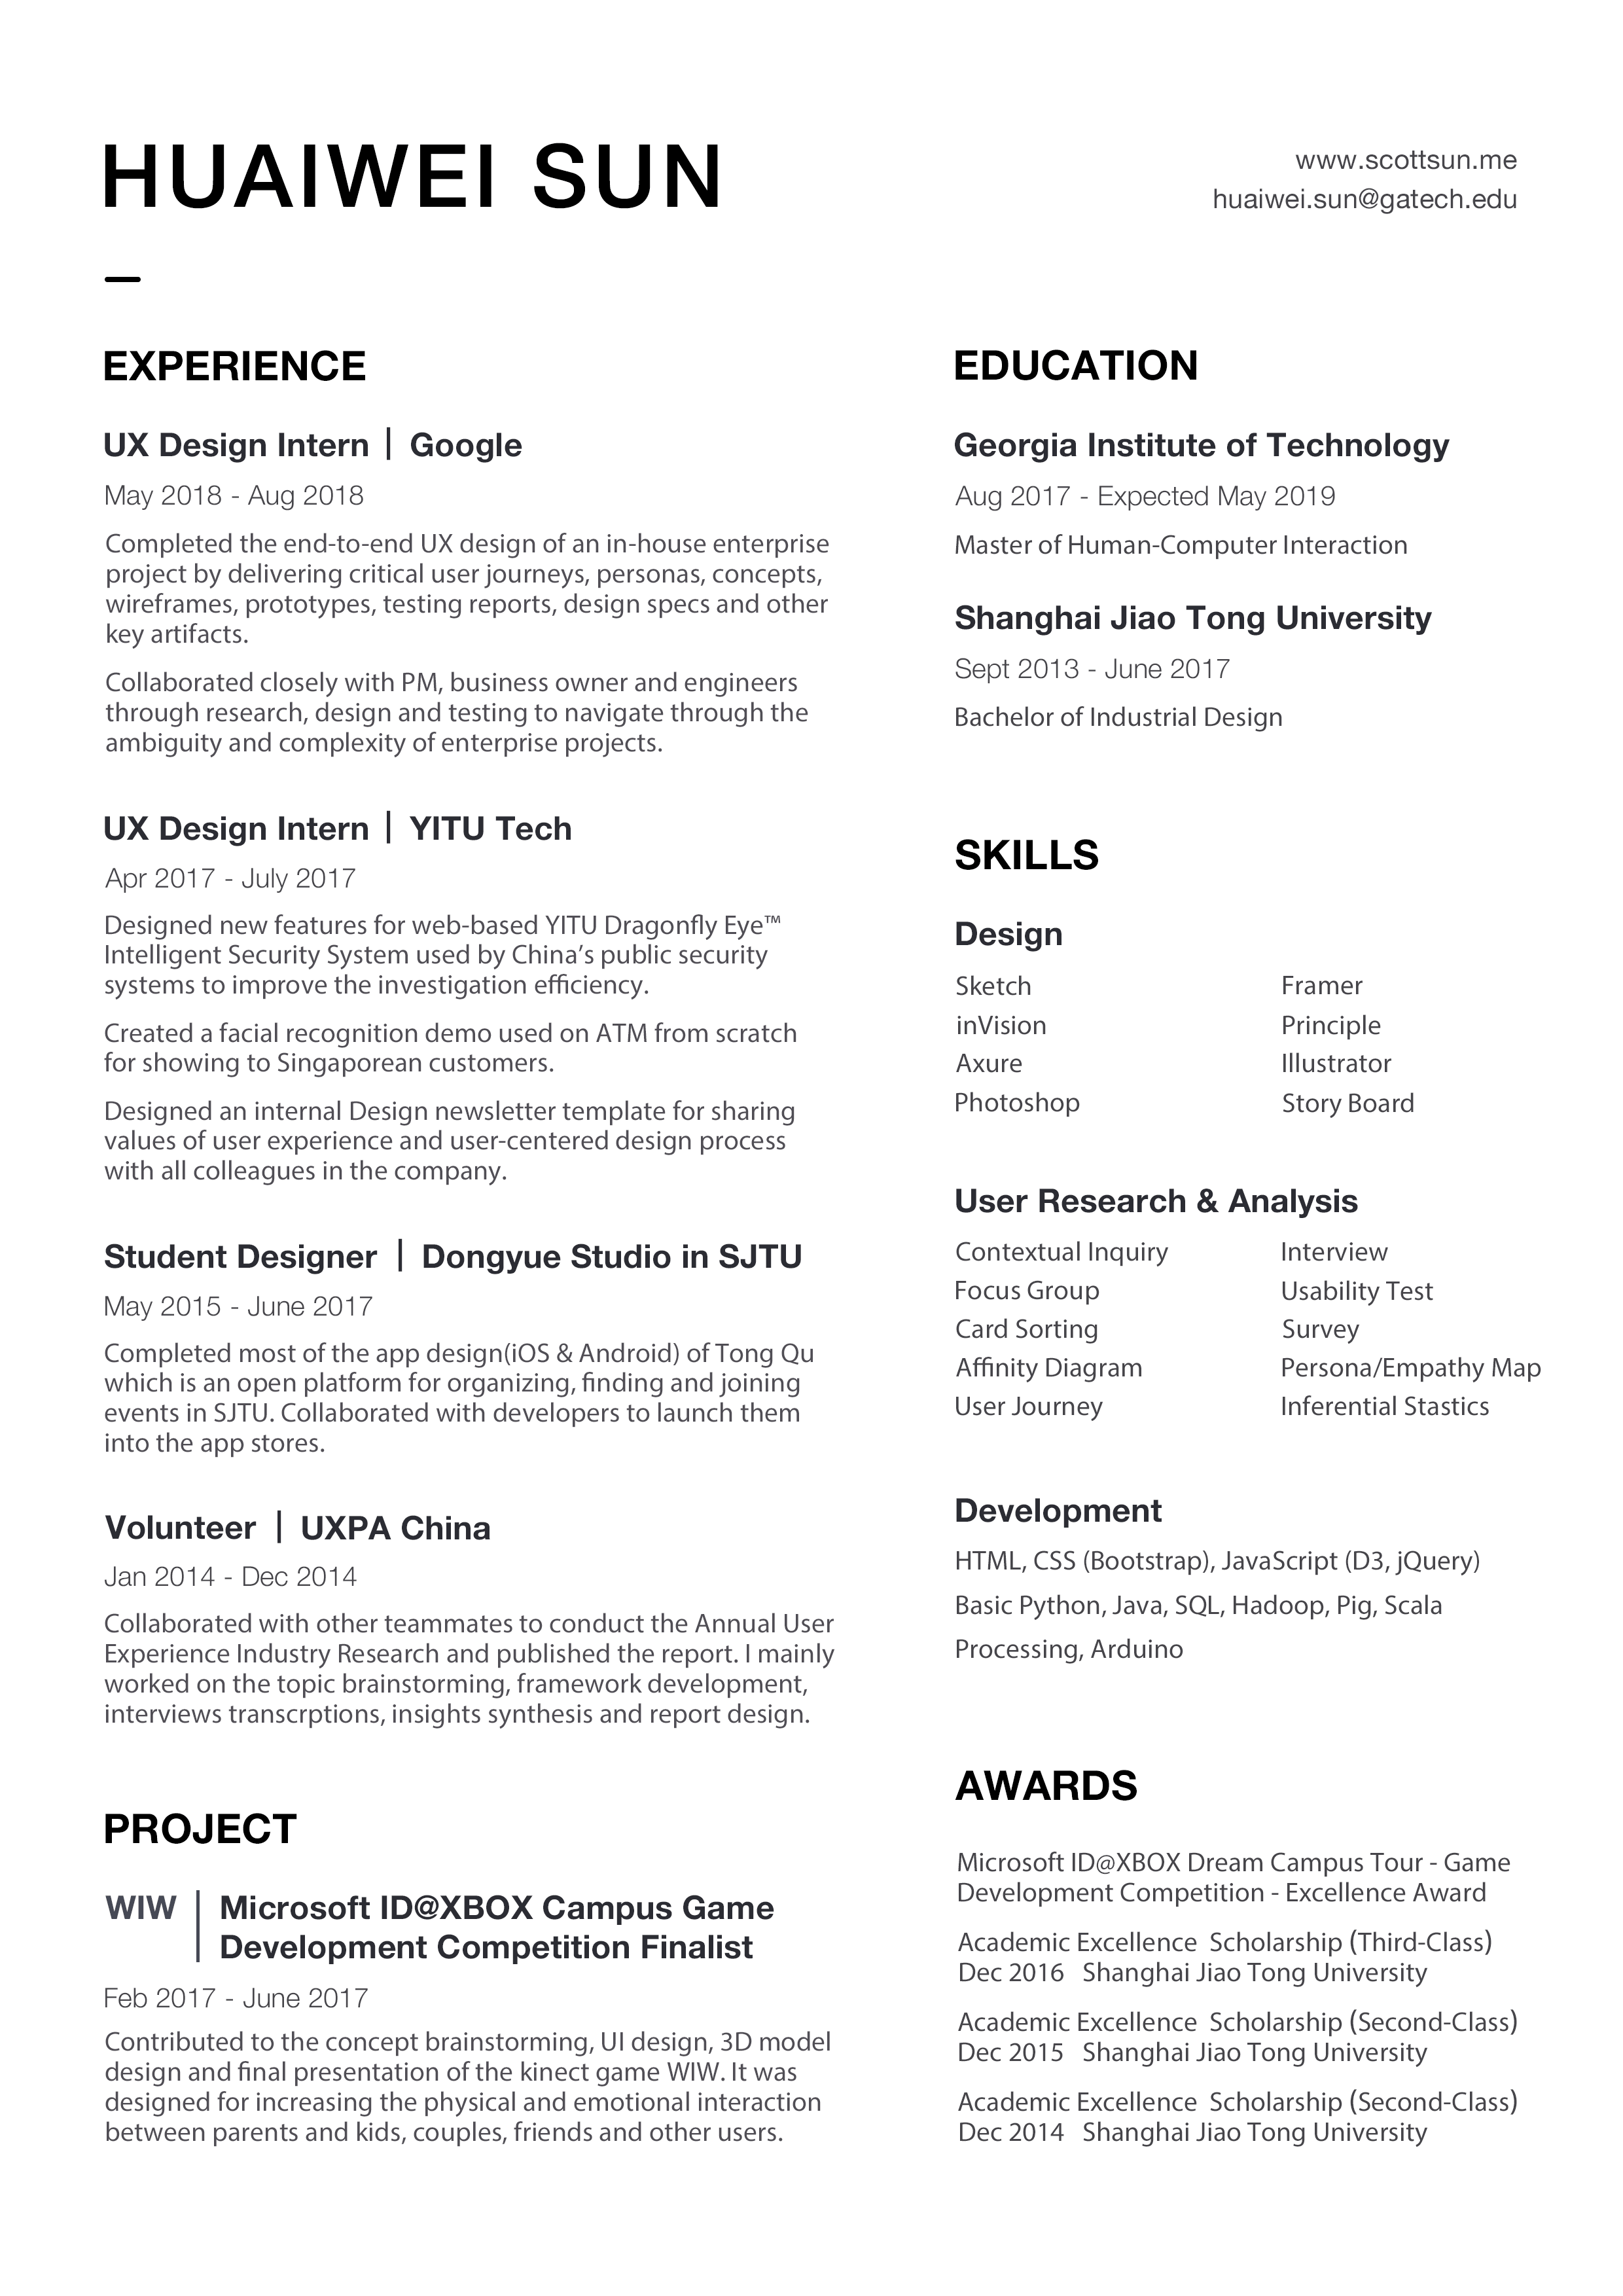 HUAIWEI SUN
www.scottsun.me
huaiwei.sun@gatech.edu
EXPERIENCE
UX Design Intern | Google
May 2018 - Aug 2018
Completed the end-to-end UX design of an in-house enterprise
project by delivering critical user journeys, personas, concepts,
wireframes, prototypes, testing reports, design specs and other
key artifacts.
Collaborated closely with PM, business owner and engineers
through research, design and testing to navigate through the
ambiguity and complexity of enterprise projects.
UX Design Intern | YITU Tech
Apr 2017 - July 2017
Designed new features for web-based YITU Dragonfly Eye™
Intelligent Security System used by China’s public security
systems to improve the investigation efficiency.
Created a facial recognition demo used on ATM from scratch
for showing to Singaporean customers.
Designed an internal Design newsletter template for sharing
values of user experience and user-centered design process
with all colleagues in the company.
Student Designer | Dongyue Studio in SJTU
May 2015 - June 2017
Completed most of the app design(iOS & Android) of Tong Qu
which is an open platform for organizing, finding and joining
events in SJTU. Collaborated with developers to launch them
into the app stores.
Volunteer | UXPA China
Jan 2014 - Dec 2014
Collaborated with other teammates to conduct the Annual User
Experience Industry Research and published the report. I mainly
worked on the topic brainstorming, framework development,
interviews transcrptions, insights synthesis and report design.
PROJECT
WIW | Microsoft ID@XBOX Campus Game
Development Competition Finalist
Feb 2017 - June 2017
Contributed to the concept brainstorming, UI design, 3D model
design and final presentation of the kinect game WIW. It was
designed for increasing the physical and emotional interaction
between parents and kids, couples, friends and other users.
EDUCATION
Georgia Institute of Technology
Aug 2017 - Expected May 2019
Master of Human-Computer Interaction
Shanghai Jiao Tong University
Sept 2013 - June 2017
Bachelor of Industrial Design
SKILLS
Design
Sketch Framer
inVision Principle
Axure Illustrator
Photoshop Story Board
User Research & Analysis
Contextual Inquiry Interview
Focus Group Usability Test
Card Sorting Survey
Affinity Diagram Persona/Empathy Map
User Journey Inferential Stastics
Development
HTML, CSS (Bootstrap), JavaScript (D3, jQuery)
Basic Python, Java, SQL, Hadoop, Pig, Scala
Processing, Arduino
AWARDS
Microsoft ID@XBOX Dream Campus Tour - Game
Development Competition - Excellence Award
Academic Excellence Scholarship (Third-Class)
Dec 2016 Shanghai Jiao Tong University
Academic Excellence Scholarship (Second-Class)
Dec 2015 Shanghai Jiao Tong University
Academic Excellence Scholarship (Second-Class)
Dec 2014 Shanghai Jiao Tong University